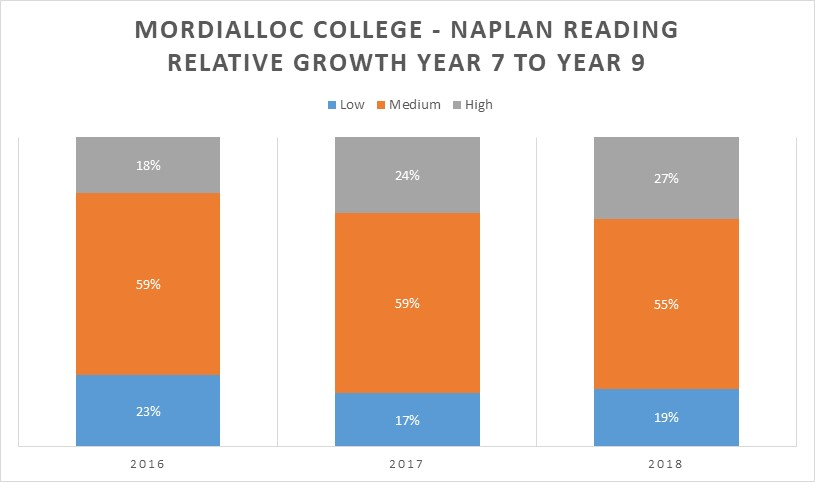 MORDIALLOC COLLEGE - NAPLAN READING
RELATIVE GROWTH YEAR 7 TO YEAR 9
Low Medium High
18% 24% 27%
59% 59% 55%
23% 17% 19%
2016 2017 2018